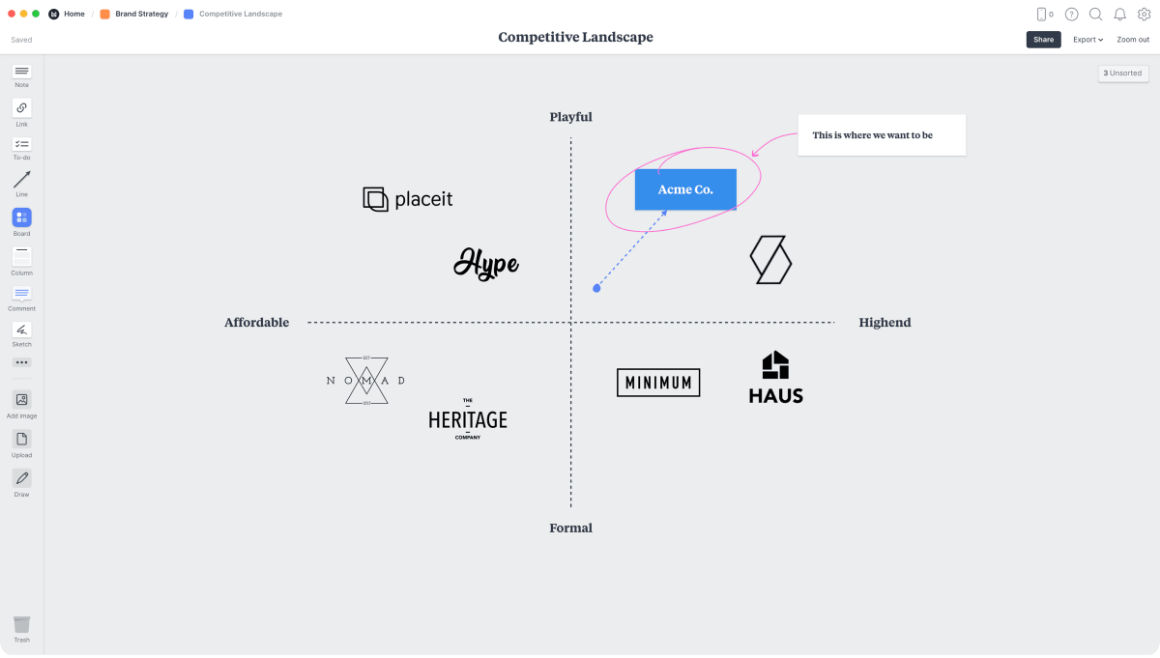 Home / Brand Strategy / Competitive Landscape
0
?
Saved
Competitive Landscape
Share
Export
Zoom out
3 Unsorted
Note
Link
To-do
Line
Board
Column
Comment
Sketch
Add image
Upload
Draw
Trash
Playful
This is where we want to be
Acme Co.
placeit
Hype
Affordable
Highend
NOMAD
MINIMUM
HAUS
THE
HERITAGE
COMPANY
Formal